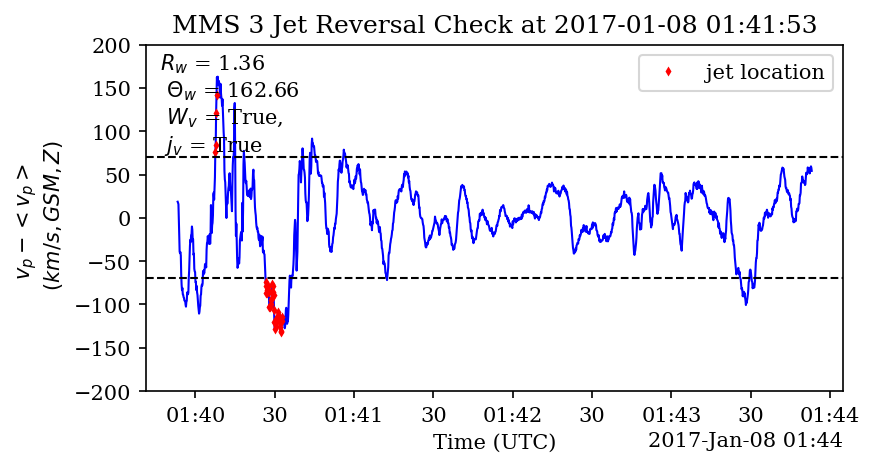 MMS 3 Jet Reversal Check at 2017-01-08 01:41:53
R_w = 1.36
Θ_w = 162.66
W_v = True,
j_v = True
jet location
200
150
100
50
0
−50
−100
−150
−200
v_p − < v_p >
(km/s, GSM, Z)
01:40 30 01:41 30 01:42 30 01:43 30 01:44
Time (UTC)
2017-Jan-08 01:44